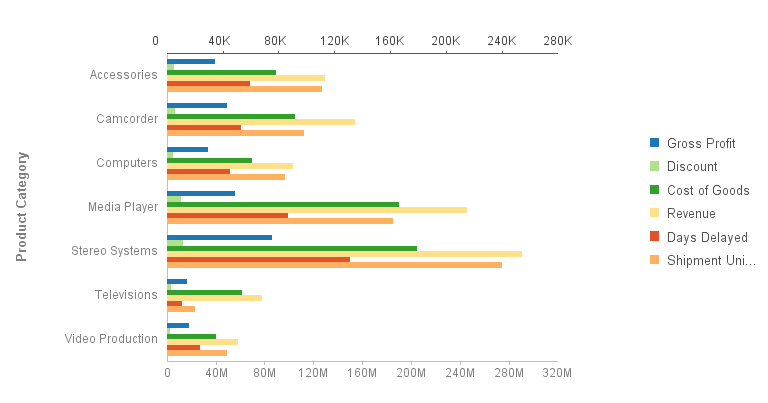 0 40K 80K 120K 160K 200K 240K 280K
Accessories
Camcorder
Computers
Media Player
Stereo Systems
Televisions
Video Production
Product Category
0 40M 80M 120M 160M 200M 240M 280M 320M
Gross Profit
Discount
Cost of Goods
Revenue
Days Delayed
Shipment Uni...